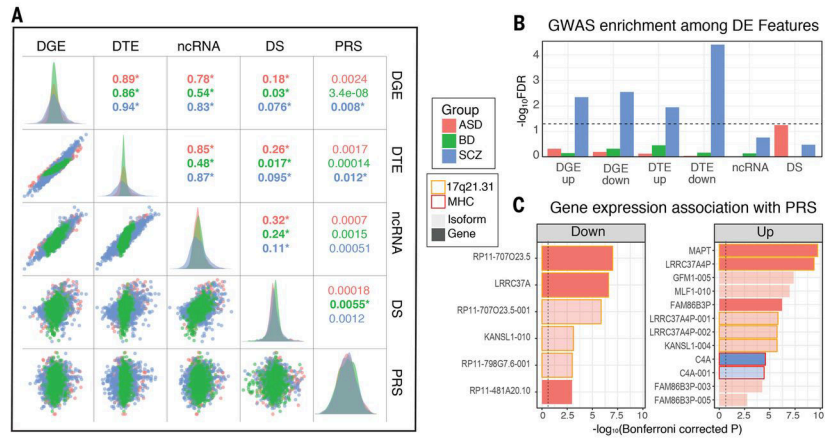 A
DGE DTE ncRNA DS PRS
0.89* 0.78* 0.18* 0.0024
0.86* 0.54* 0.03* 3.4e-08
0.94* 0.83* 0.076* 0.008*
DGE
0.85* 0.26* 0.0017
0.48* 0.017* 0.00014
0.87* 0.095* 0.012*
DTE
0.32* 0.0007
0.24* 0.0015
0.11* 0.00051
ncRNA
0.00018
0.0055*
0.0012
DS
PRS
Group
ASD
BD
SCZ
17q21.31
MHC
Isoform
Gene
B GWAS enrichment among DE Features
-log₁₀FDR
4
3
2
1
0
DGE up
DGE down
DTE up
DTE down
ncRNA
DS
C Gene expression association with PRS
Down
RP11-707O23.5
LRRC37A
RP11-707O23.5-001
KANSL1-010
RP11-798G7.6-001
RP11-481A20.10
0 2.5 5.0 7.5 10
Up
MAPT
LRRC37A4P
GFM1-005
MLF1-010
FAM86B3P
LRRC37A4P-001
LRRC37A4P-002
KANSL1-004
C4A
C4A-001
FAM86B3P-003
FAM86B3P-005
0 2.5 5.0 7.5 10
-log₁₀(Bonferroni corrected P)